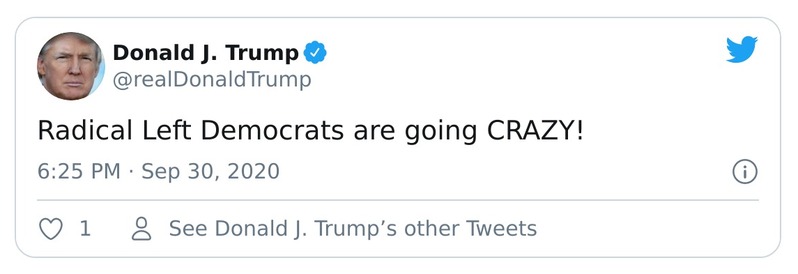 Donald J. Trump
@realDonaldTrump
Radical Left Democrats are going CRAZY!
6:25 PM · Sep 30, 2020
1 See Donald J. Trump’s other Tweets